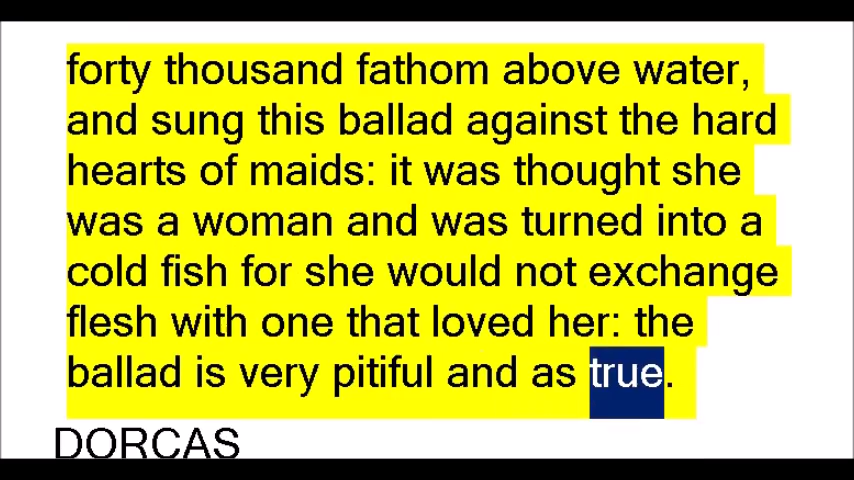 forty thousand fathom above water,
and sung this ballad against the hard
hearts of maids: it was thought she
was a woman and was turned into a
cold fish for she would not exchange
flesh with one that loved her: the
ballad is very pitiful and as true.
DORCAS